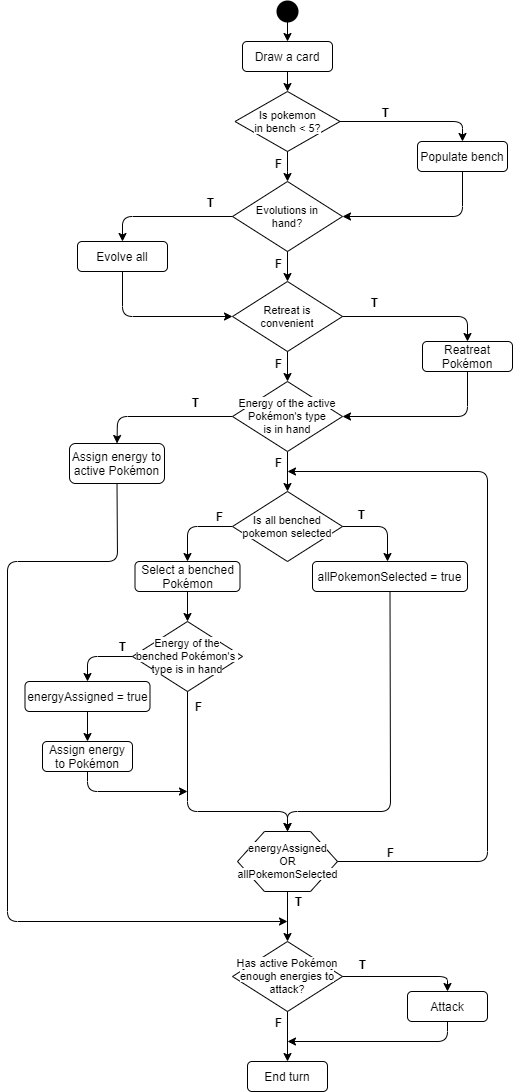 Draw a card
Is pokemon
in bench < 5?
T
F
Populate bench
Evolutions in
hand?
T
F
Evolve all
Retreat is
convenient
T
F
Reatreat
Pokémon
Energy of the active
Pokémon's type
is in hand
T
F
Assign energy to
active Pokémon
Is all benched
pokemon selected
F
T
Select a benched
Pokémon
allPokemonSelected = true
Energy of the
<benched Pokémon's >
type is in hand
T
F
energyAssigned = true
Assign energy
to Pokémon
energyAssigned
OR
allPokemonSelected
F
T
Has active Pokémon
enough energies to
attack?
T
F
Attack
End turn